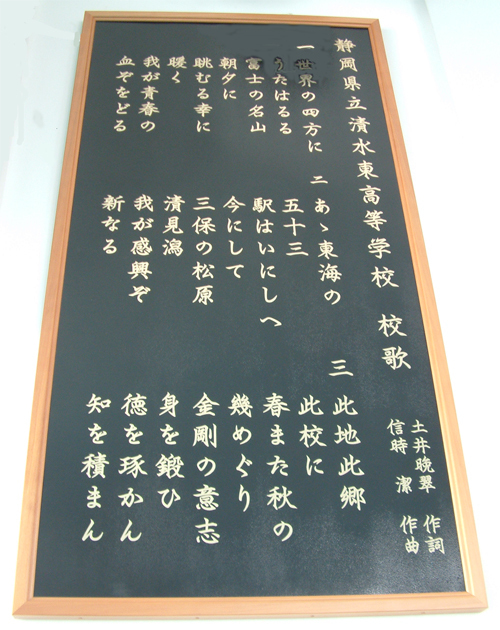 静岡県立清水東高等学校 校歌
土井晩翠 作詞
信時 潔 作曲
一 世界の四方に
うたはるる
富士の名山
朝夕に
眺むる幸に
暖く
我が青春の
血ぞをどる
二 あゝ東海の
五十三
駅はいにしへ
今にして
三保の松原
清見潟
我が感興ぞ
新なる
三 此地此郷
此校に
春また秋の
幾めぐり
金剛の意志
身を鍛ひ
徳を琢かん
知を積まん